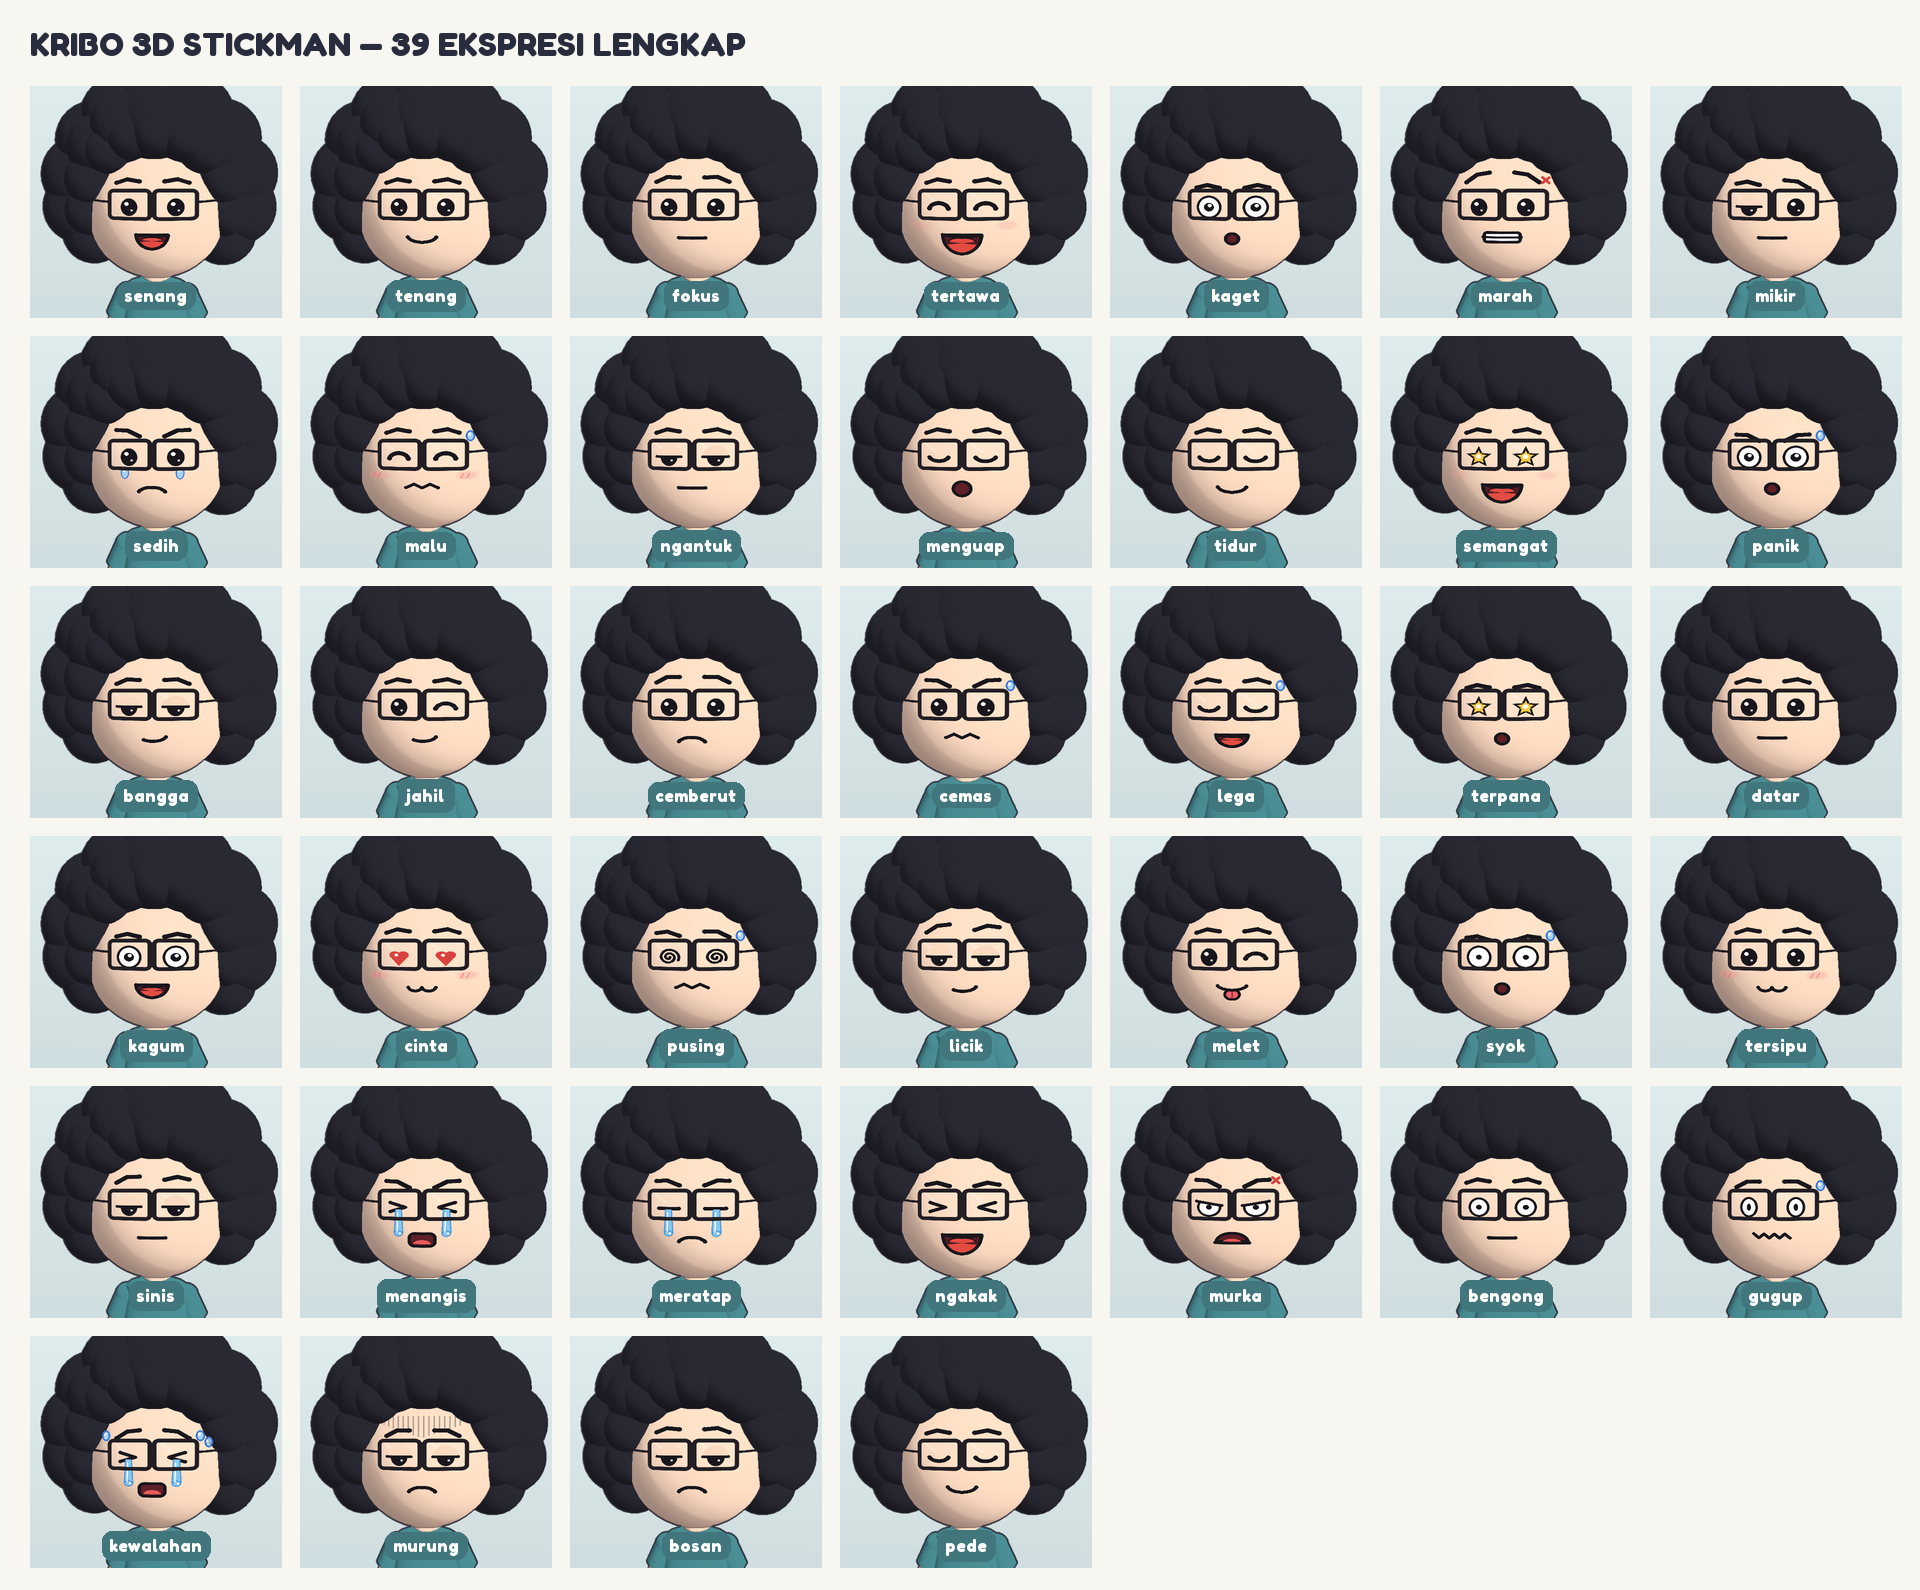 KRIBO 3D STICKMAN — 39 EKSPRESI LENGKAP
senang
tenang
fokus
tertawa
kaget
marah
mikir
sedih
malu
ngantuk
menguap
tidur
semangat
panik
bangga
jahil
cemberut
cemas
lega
terpana
datar
kagum
cinta
pusing
licik
melet
syok
tersipu
sinis
menangis
meratap
ngakak
murka
bengong
gugup
kewalahan
murung
bosan
pede